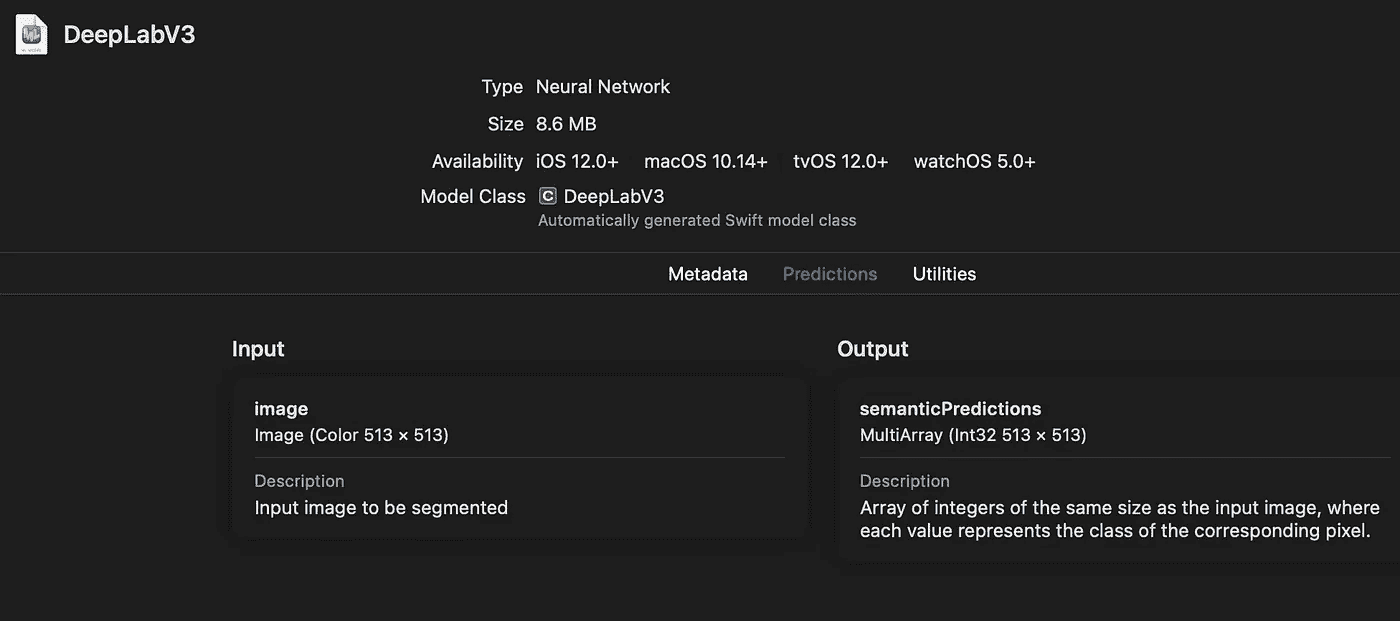 DeepLabV3
Type Neural Network
Size 8.6 MB
Availability iOS 12.0+ macOS 10.14+ tvOS 12.0+ watchOS 5.0+
Model Class C DeepLabV3
Automatically generated Swift model class
Metadata Predictions Utilities
Input
image
Image (Color 513 × 513)
Description
Input image to be segmented
Output
semanticPredictions
MultiArray (Int32 513 × 513)
Description
Array of integers of the same size as the input image, where
each value represents the class of the corresponding pixel.